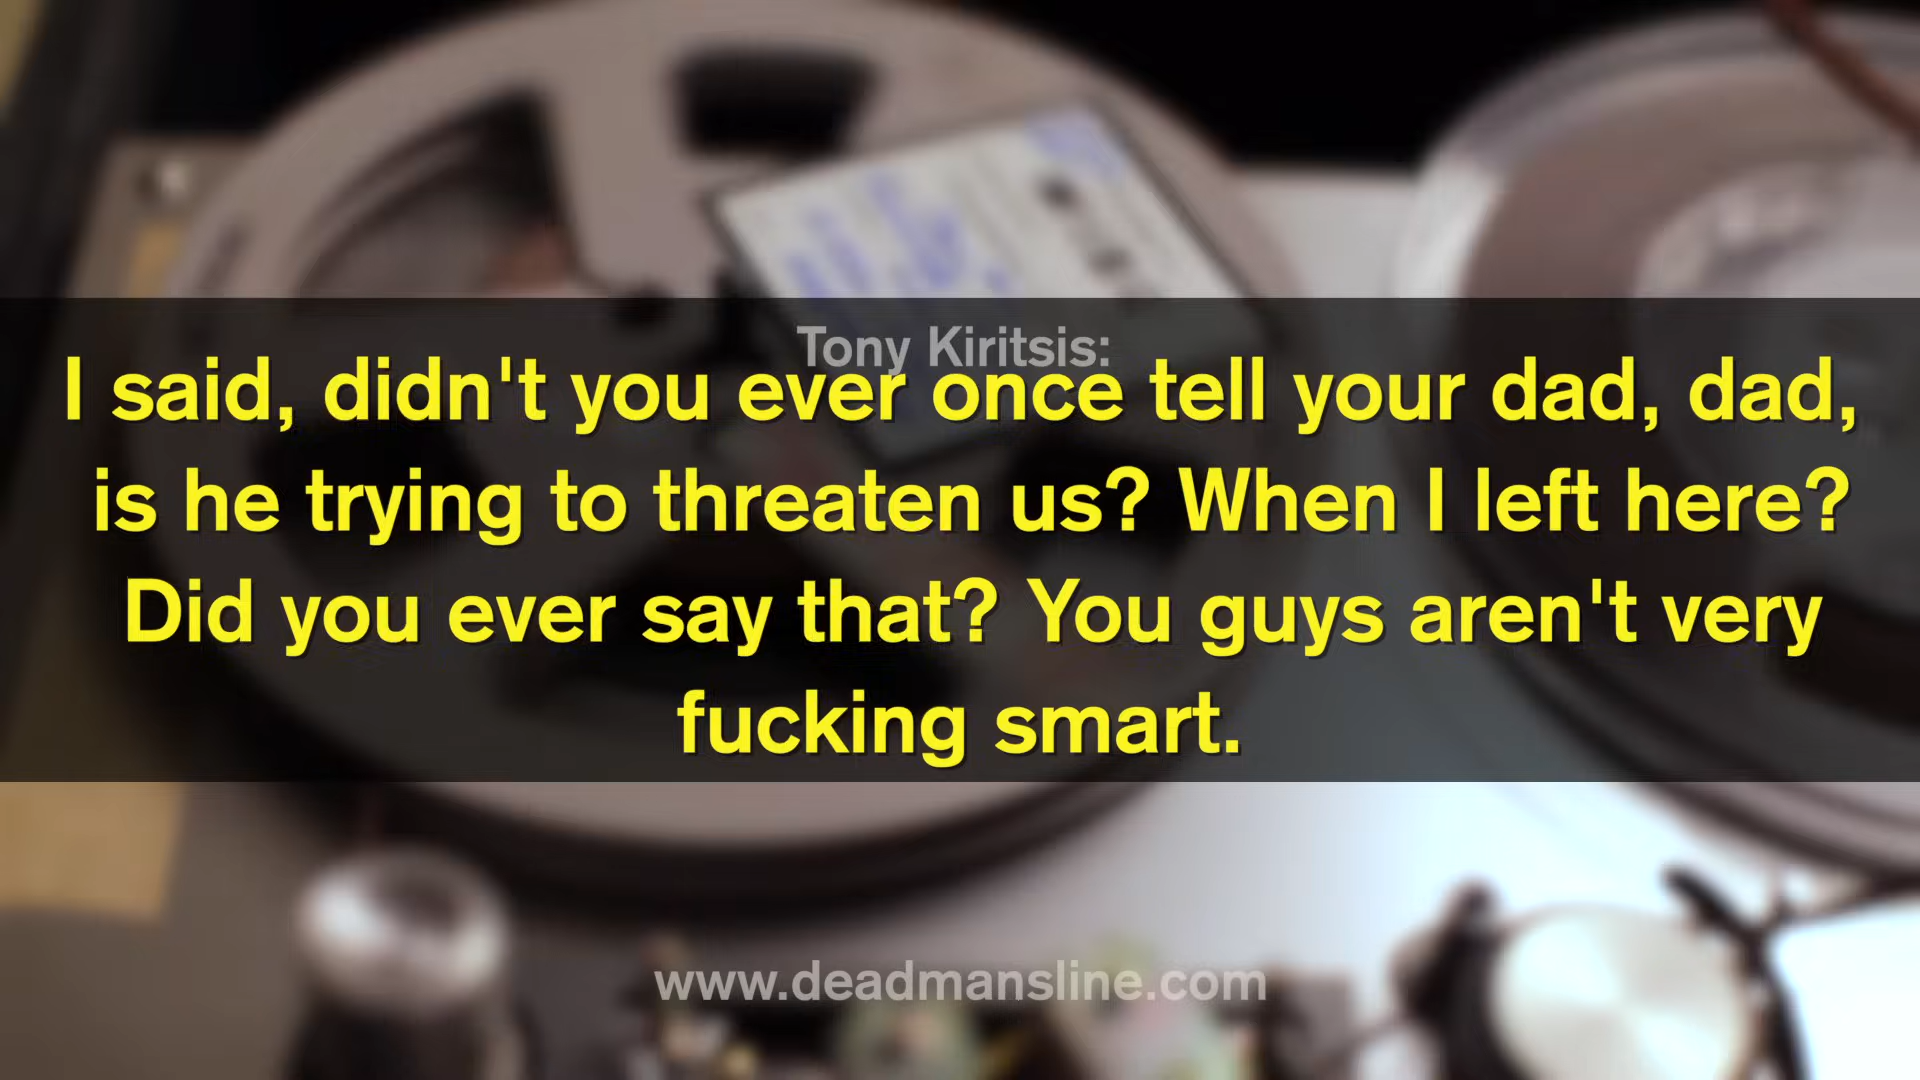 Tony Kiritsis:
I said, didn't you ever once tell your dad, dad,
is he trying to threaten us? When I left here?
Did you ever say that? You guys aren't very
fucking smart.
www.deadmansline.com